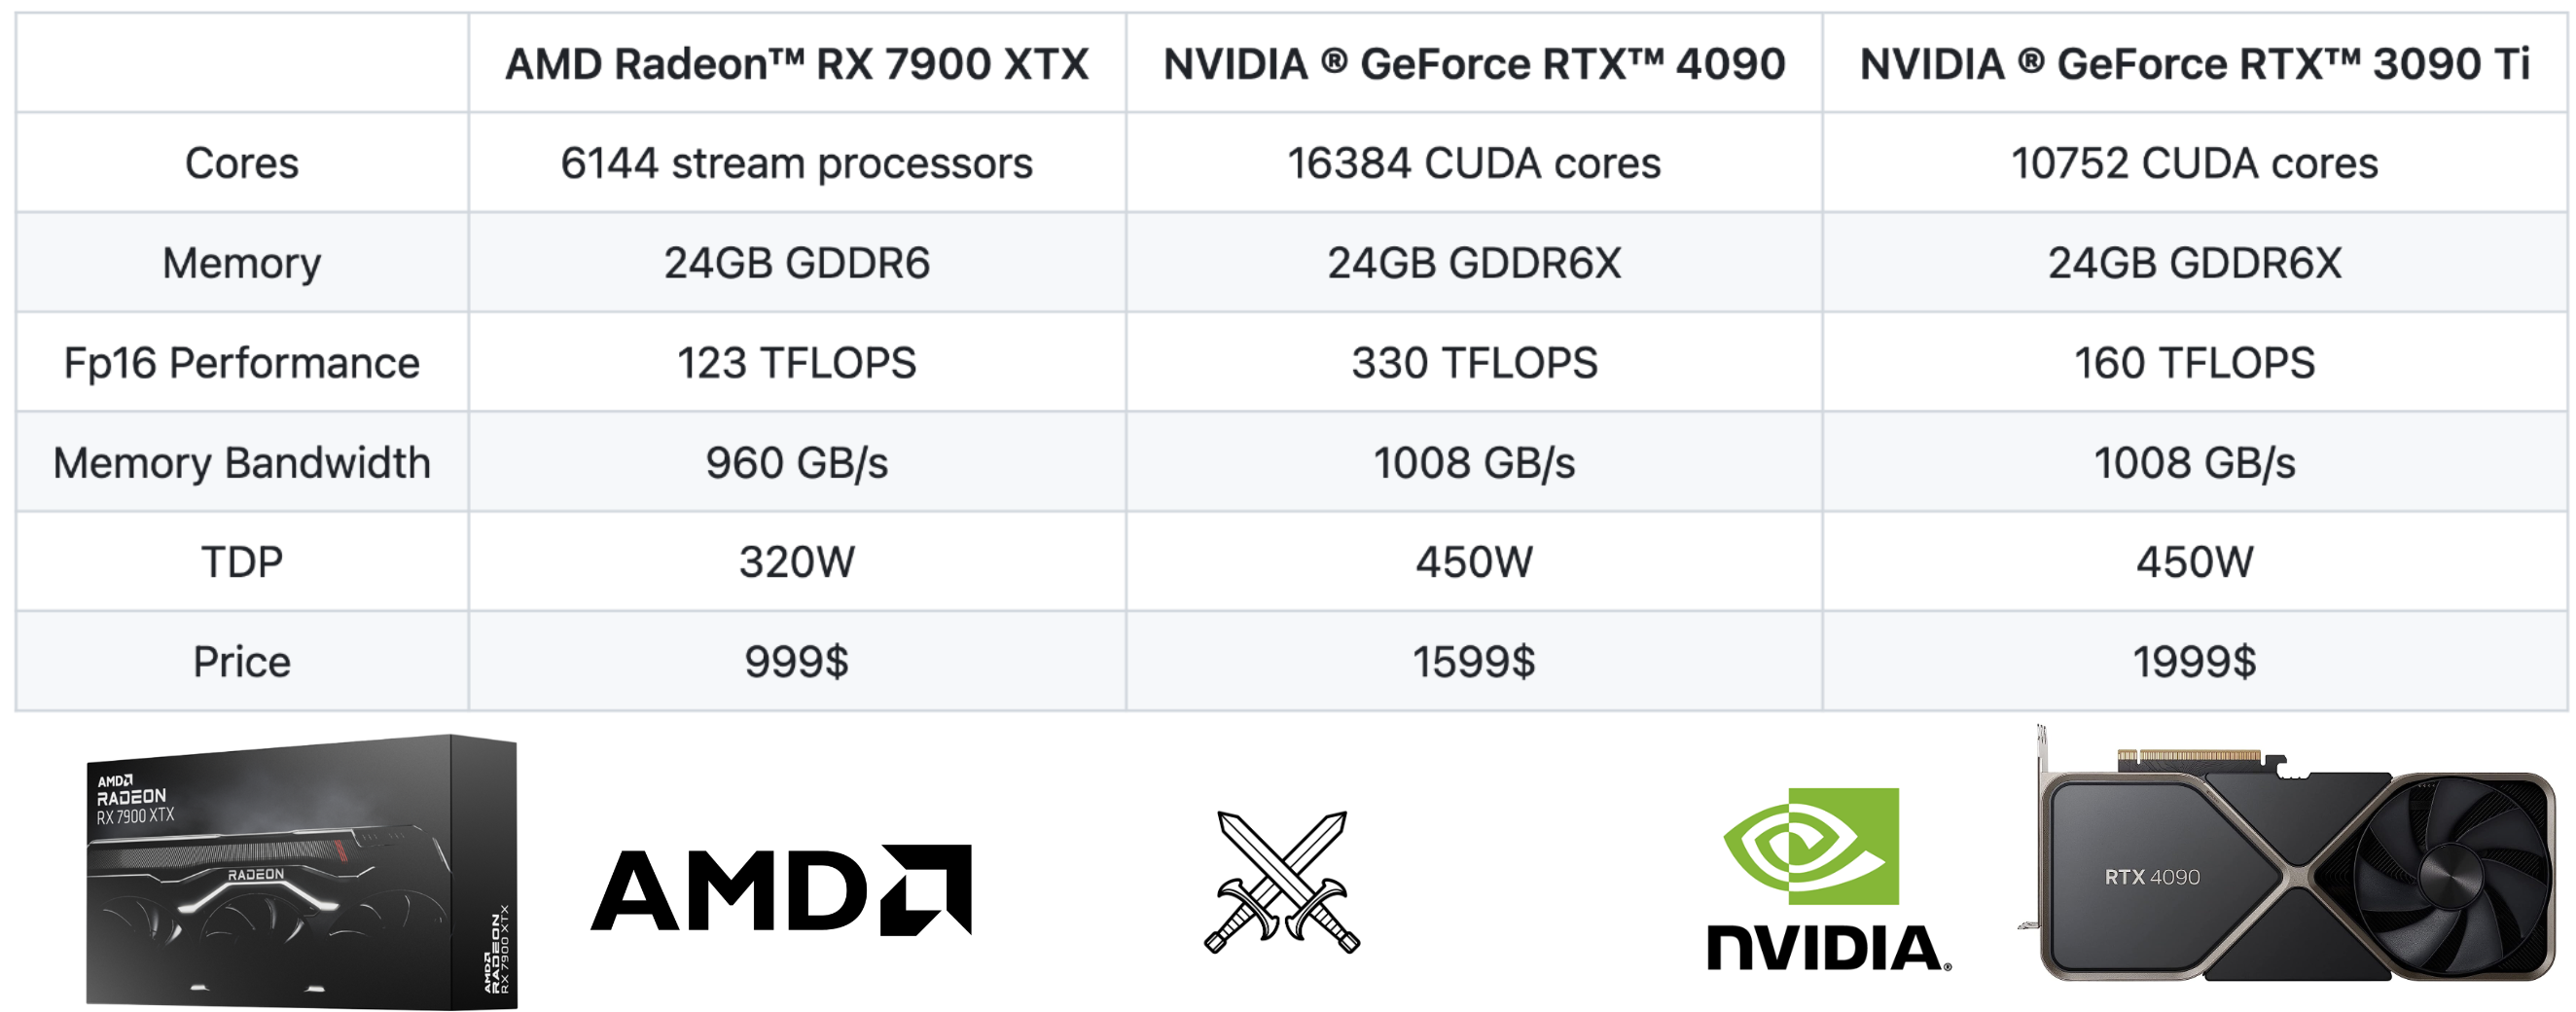 AMD Radeon™ RX 7900 XTX NVIDIA ® GeForce RTX™ 4090 NVIDIA ® GeForce RTX™ 3090 Ti
Cores 6144 stream processors 16384 CUDA cores 10752 CUDA cores
Memory 24GB GDDR6 24GB GDDR6X 24GB GDDR6X
Fp16 Performance 123 TFLOPS 330 TFLOPS 160 TFLOPS
Memory Bandwidth 960 GB/s 1008 GB/s 1008 GB/s
TDP 320W 450W 450W
Price 999$ 1599$ 1999$
AMD
RADEON
RX 7900 XTX
RADEON
AMD
RADEON
RX 7900 XTX
AMD
NVIDIA®
RTX 4090